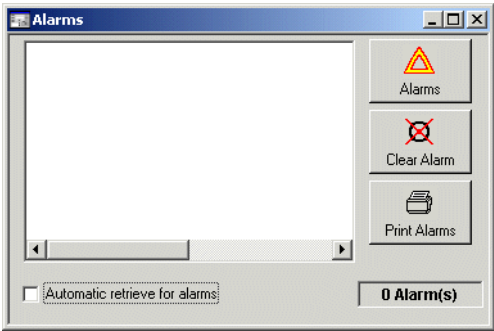 Alarms
Alarms
Clear Alarm
Print Alarms
Automatic retrieve for alarms
0 Alarm(s)